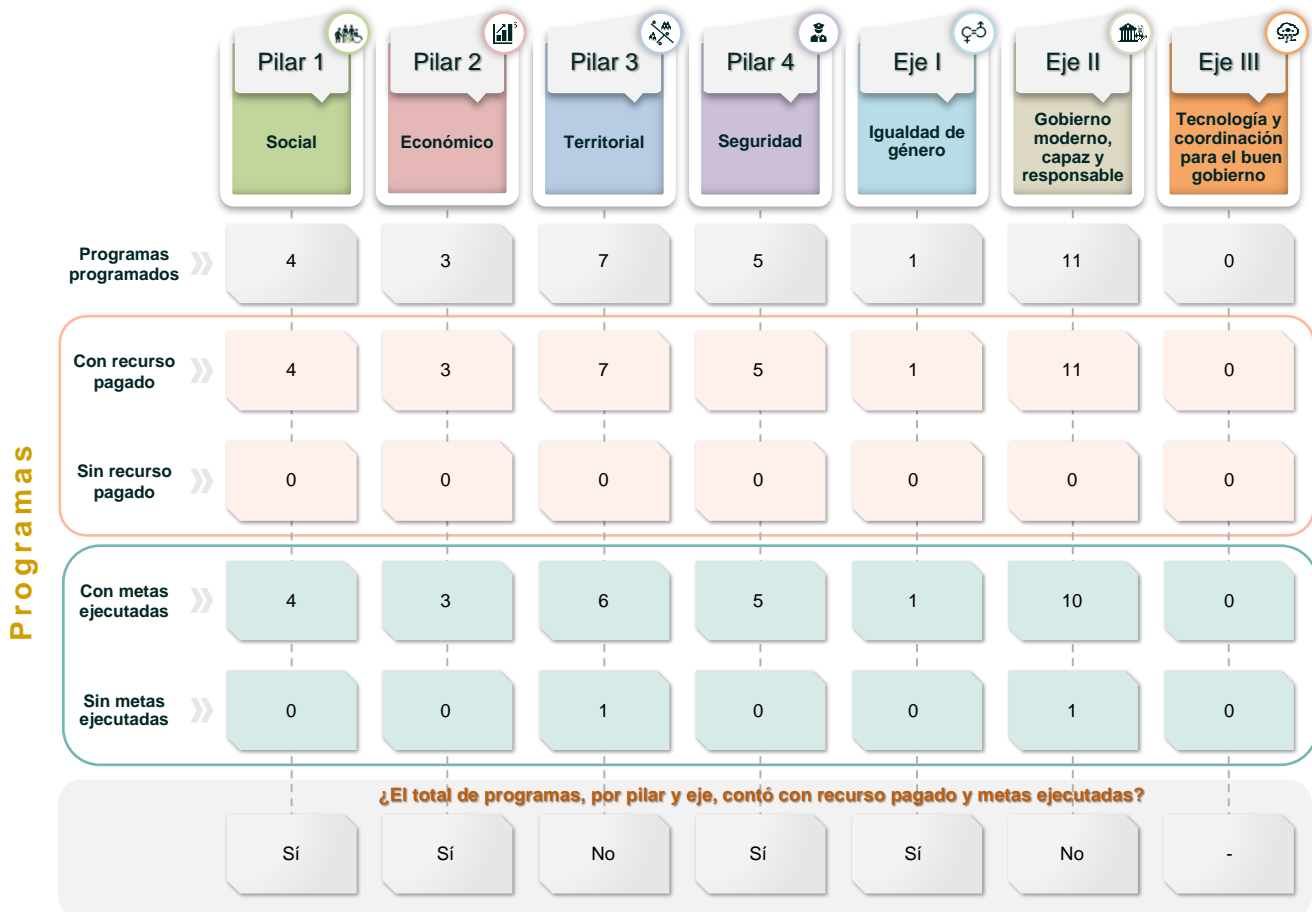 Pilar 1
Pilar 2
Pilar 3
Pilar 4
Eje I
Eje II
Eje III
Social
Económico
Territorial
Seguridad
Igualdad de
género
Gobierno
moderno,
capaz y
responsable
Tecnología y
coordinación
para el buen
gobierno
Programas
Programas
programados
4 3 7 5 1 11 0
Con recurso
pagado
4 3 7 5 1 11 0
Sin recurso
pagado
0 0 0 0 0 0 0
Con metas
ejecutadas
4 3 6 5 1 10 0
Sin metas
ejecutadas
0 0 1 0 0 1 0
¿El total de programas, por pilar y eje, contó con recurso pagado y metas ejecutadas?
Sí Sí No Sí Sí No -